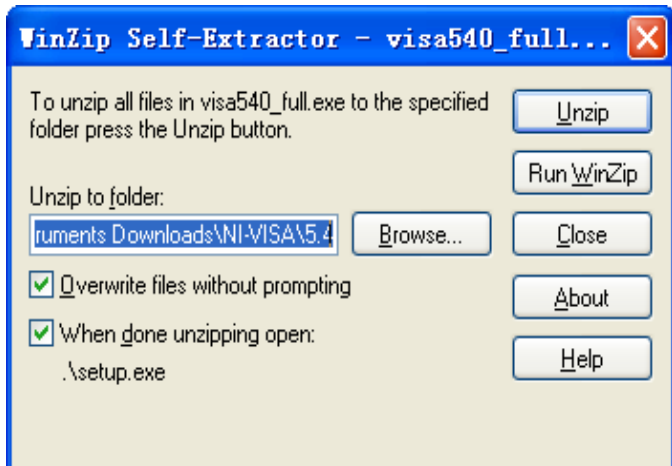 WinZip Self-Extractor - visa540_full...
To unzip all files in visa540_full.exe to the specified
folder press the Unzip button.
Unzip to folder:
ruments Downloads\NI-VISA\5.4
Browse...
Overwrite files without prompting
When done unzipping open:
.\setup.exe
Unzip
Run WinZip
Close
About
Help